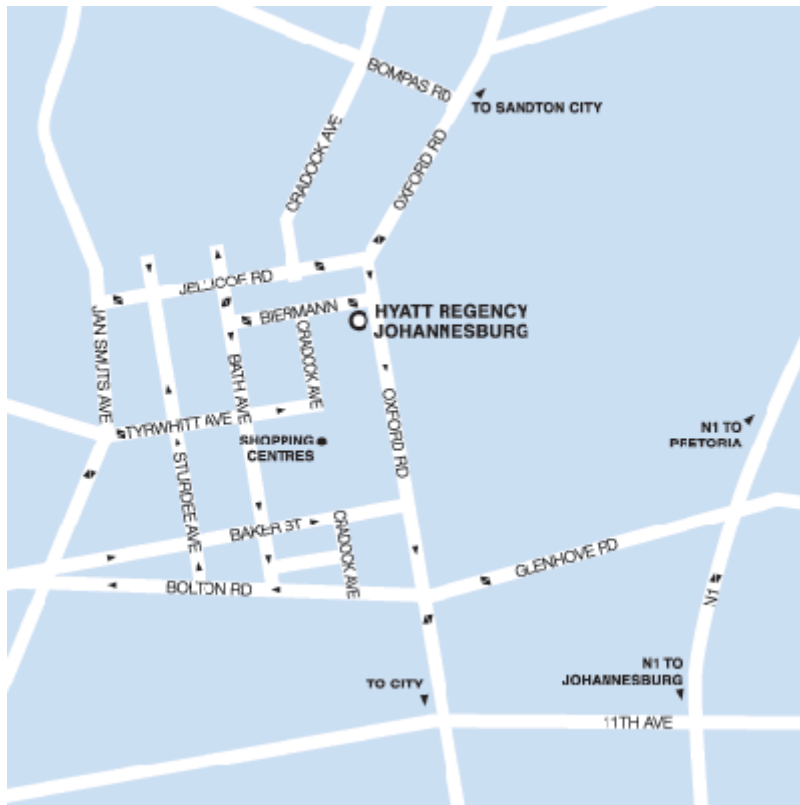 BOMPAS RD
TO SANDTON CITY
CRADOCK AVE
OXFORD RD
JELLICOE RD
BIERMANN
HYATT REGENCY
JOHANNESBURG
JAN SMUTS AVE
BATH AVE
CRADOCK AVE
OXFORD RD
TYRWHITT AVE
SHOPPING
CENTRES
N1 TO
PRETORIA
STURDEE AVE
BAKER ST
CRADOCK AVE
GLENHOVE RD
BOLTON RD
N1
TO CITY
N1 TO
JOHANNESBURG
11TH AVE